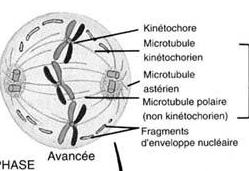 Kinétochore
Microtubule
kinétochorien
Microtubule
astérien
Microtubule polaire
(non kinétochorien)
Fragments
d'enveloppe nucléaire
Avancée
PHASE